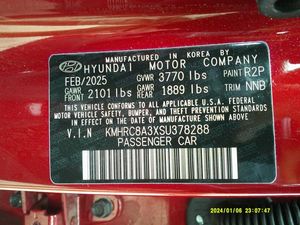 MANUFACTURED IN KOREA BY
HYUNDAI MOTOR COMPANY
FEB/2025 GVWR 3770 lbs PAINT R2P
GAWR FRONT 2101 lbs GAWR REAR 1889 lbs TRIM NNB
THIS VEHICLE CONFORMS TO ALL APPLICABLE U.S.
FEDERAL MOTOR VEHICLE SAFETY, BUMPER
AND THEFT PREVENTION STANDARDS IN EFFECT
ON THE DATE OF MANUFACTURE SHOWN ABOVE.
V.I.N KMHRC8A3XSU378288
PASSENGER CAR
2024/01/06 23:07:47